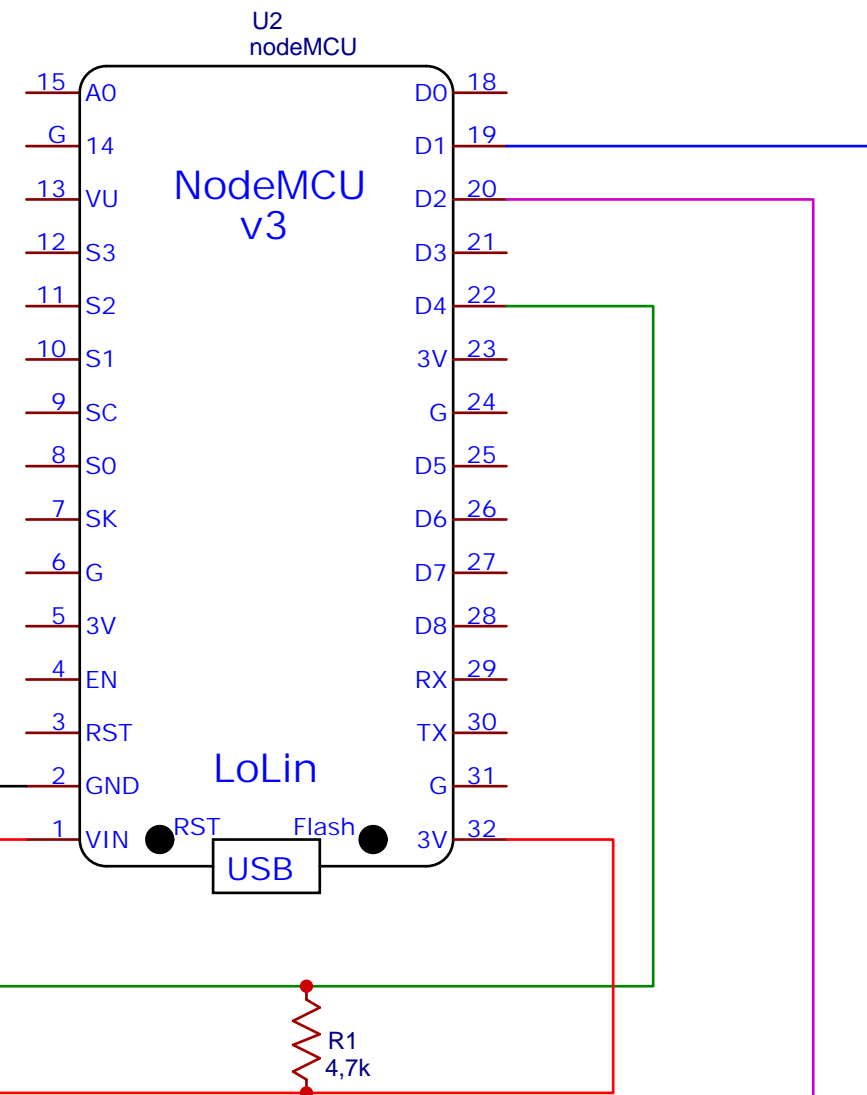 U2
nodeMCU
15 A0 D0 18
G 14 D1 19
13 VU D2 20
NodeMCU
v3
12 S3 D3 21
11 S2 D4 22
10 S1 3V 23
9 SC G 24
8 S0 D5 25
7 SK D6 26
6 G D7 27
5 3V D8 28
4 EN RX 29
3 RST TX 30
LoLin
2 GND G 31
RST Flash
1 VIN 3V 32
USB
R1
4,7k